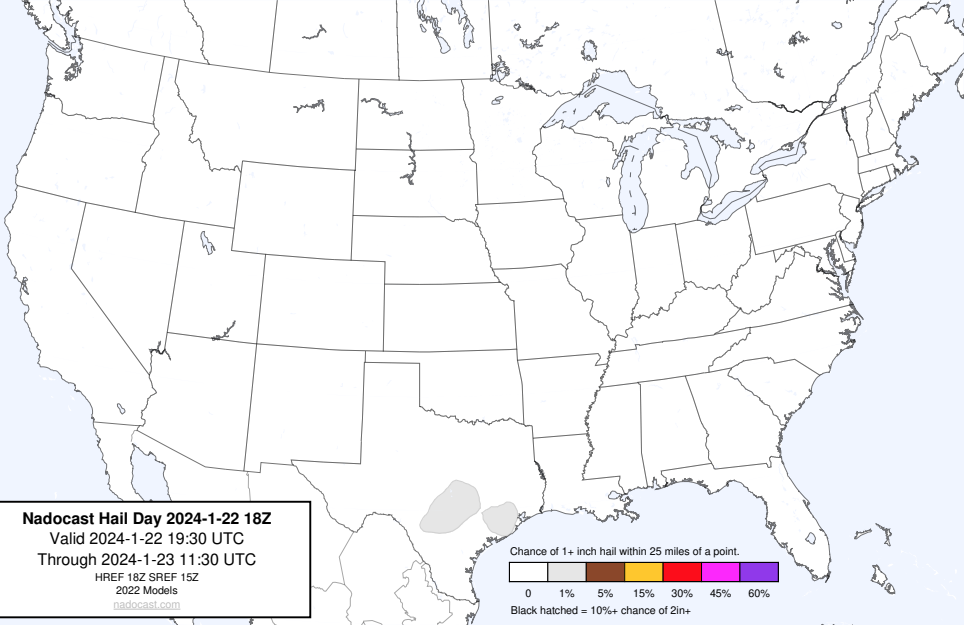 Nadocast Hail Day 2024-1-22 18Z
Valid 2024-1-22 19:30 UTC
Through 2024-1-23 11:30 UTC
HREF 18Z SREF 15Z
2022 Models
nadocast.com
Chance of 1+ inch hail within 25 miles of a point.
0 1% 5% 15% 30% 45% 60%
Black hatched = 10%+ chance of 2in+